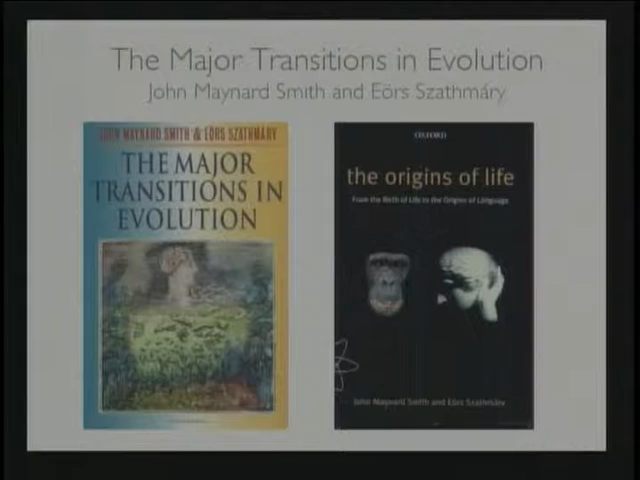 The Major Transitions in Evolution
John Maynard Smith and Eörs Szathmáry
JOHN MAYNARD SMITH & EÖRS SZATHMÁRY
THE MAJOR
TRANSITIONS IN
EVOLUTION
OXFORD
the origins of life
From the Birth of Life to the Origins of Language
John Maynard Smith and Eörs Szathmáry